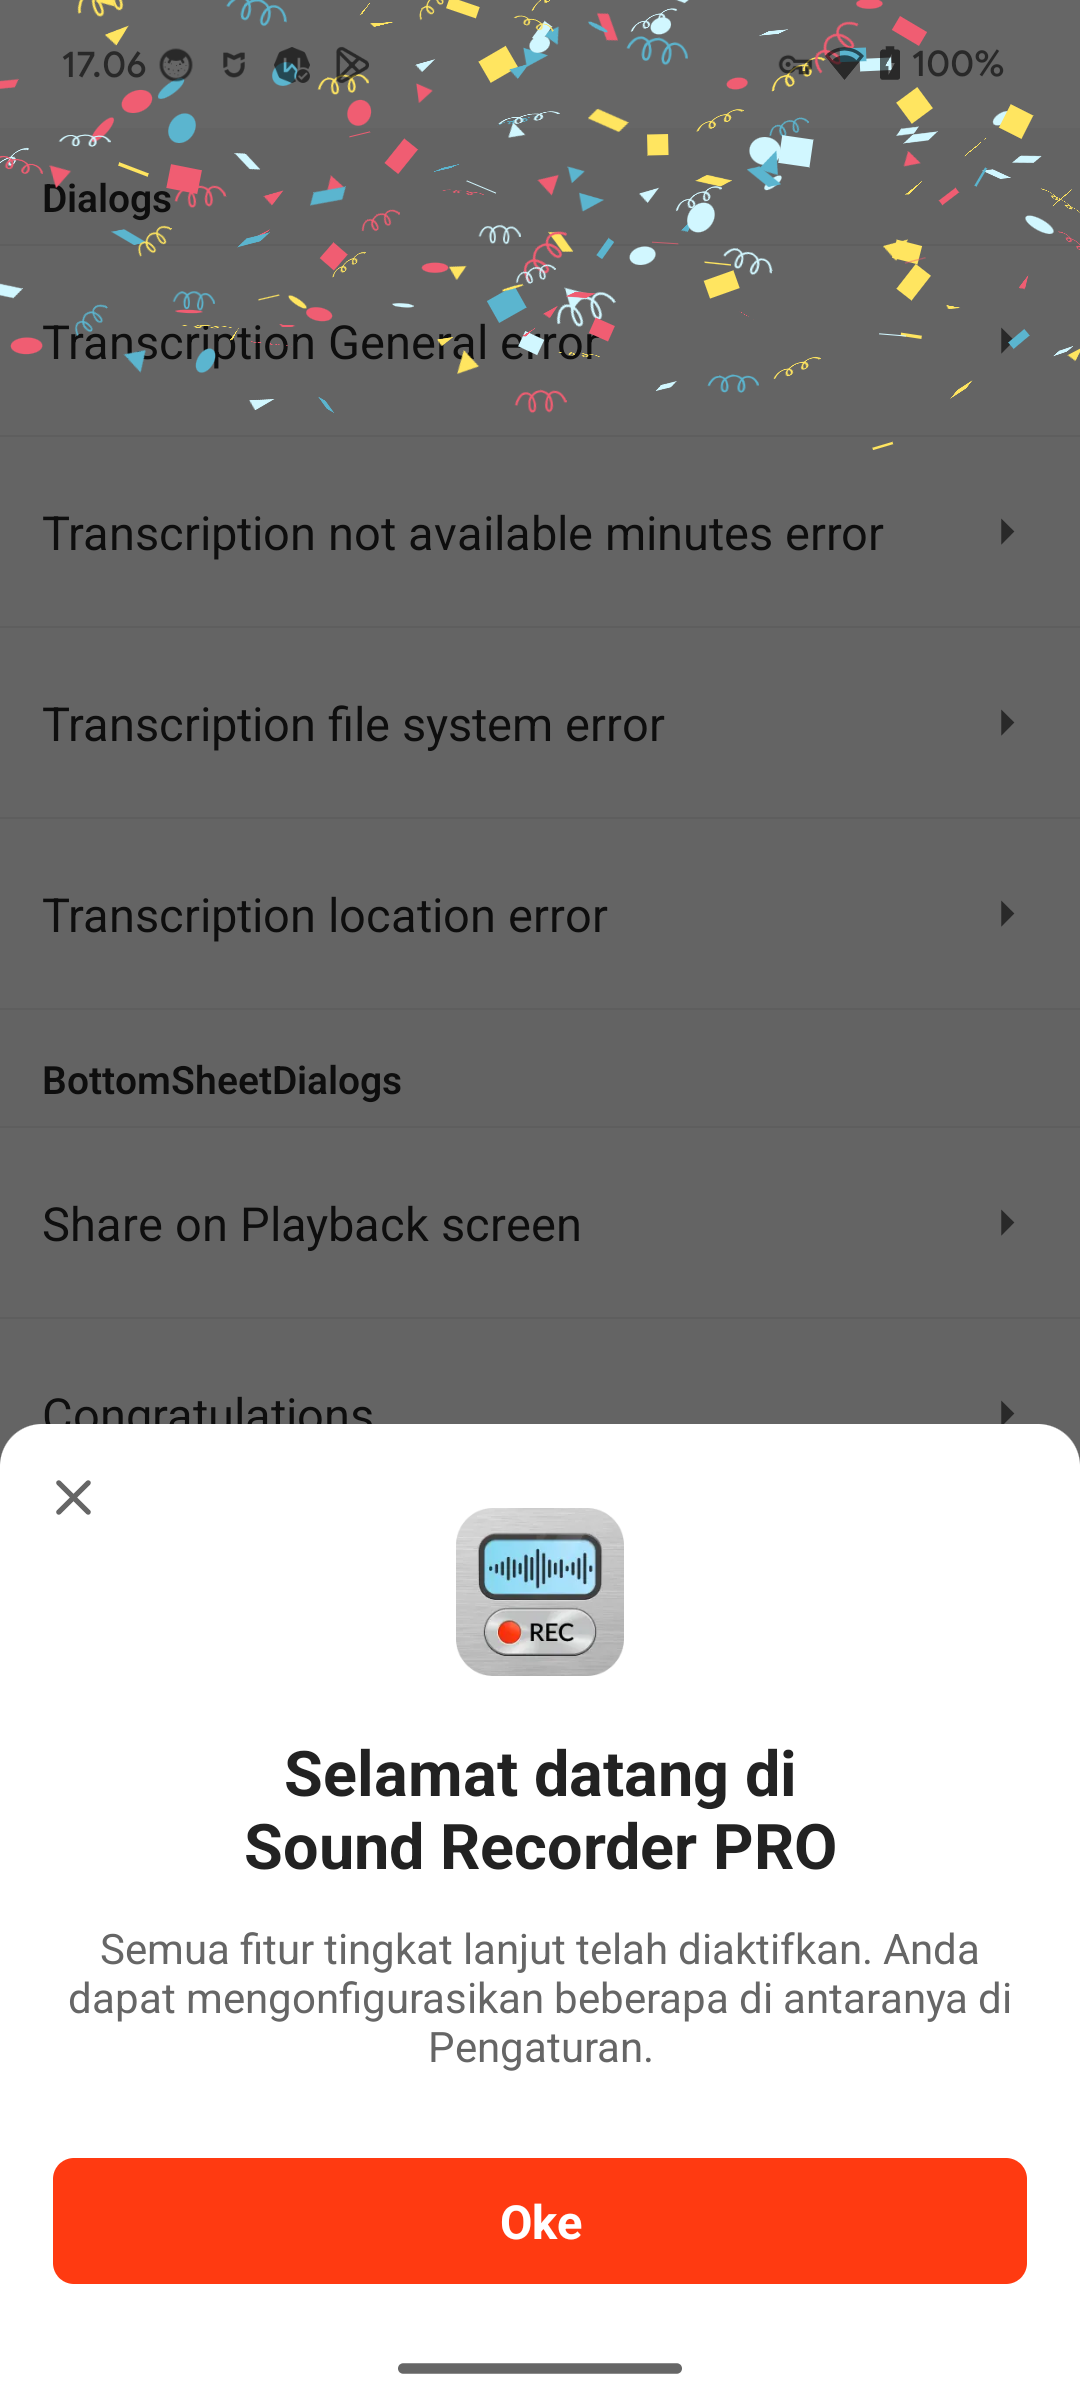 17.06 100%
Dialogs
Transcription General error
Transcription not available minutes error
Transcription file system error
Transcription location error
BottomSheetDialogs
Share on Playback screen
Congratulations
REC
Selamat datang di
Sound Recorder PRO
Semua fitur tingkat lanjut telah diaktifkan. Anda
dapat mengonfigurasikan beberapa di antaranya di
Pengaturan.
Oke